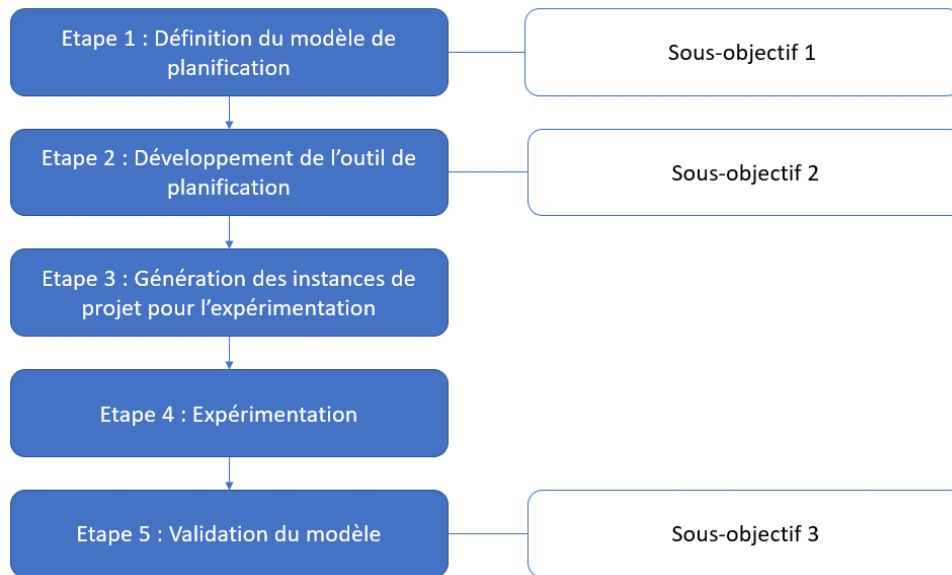 Etape 1 : Définition du modèle de
planification
Sous-objectif 1
Etape 2 : Développement de l’outil de
planification
Sous-objectif 2
Etape 3 : Génération des instances de
projet pour l’expérimentation
Etape 4 : Expérimentation
Etape 5 : Validation du modèle
Sous-objectif 3